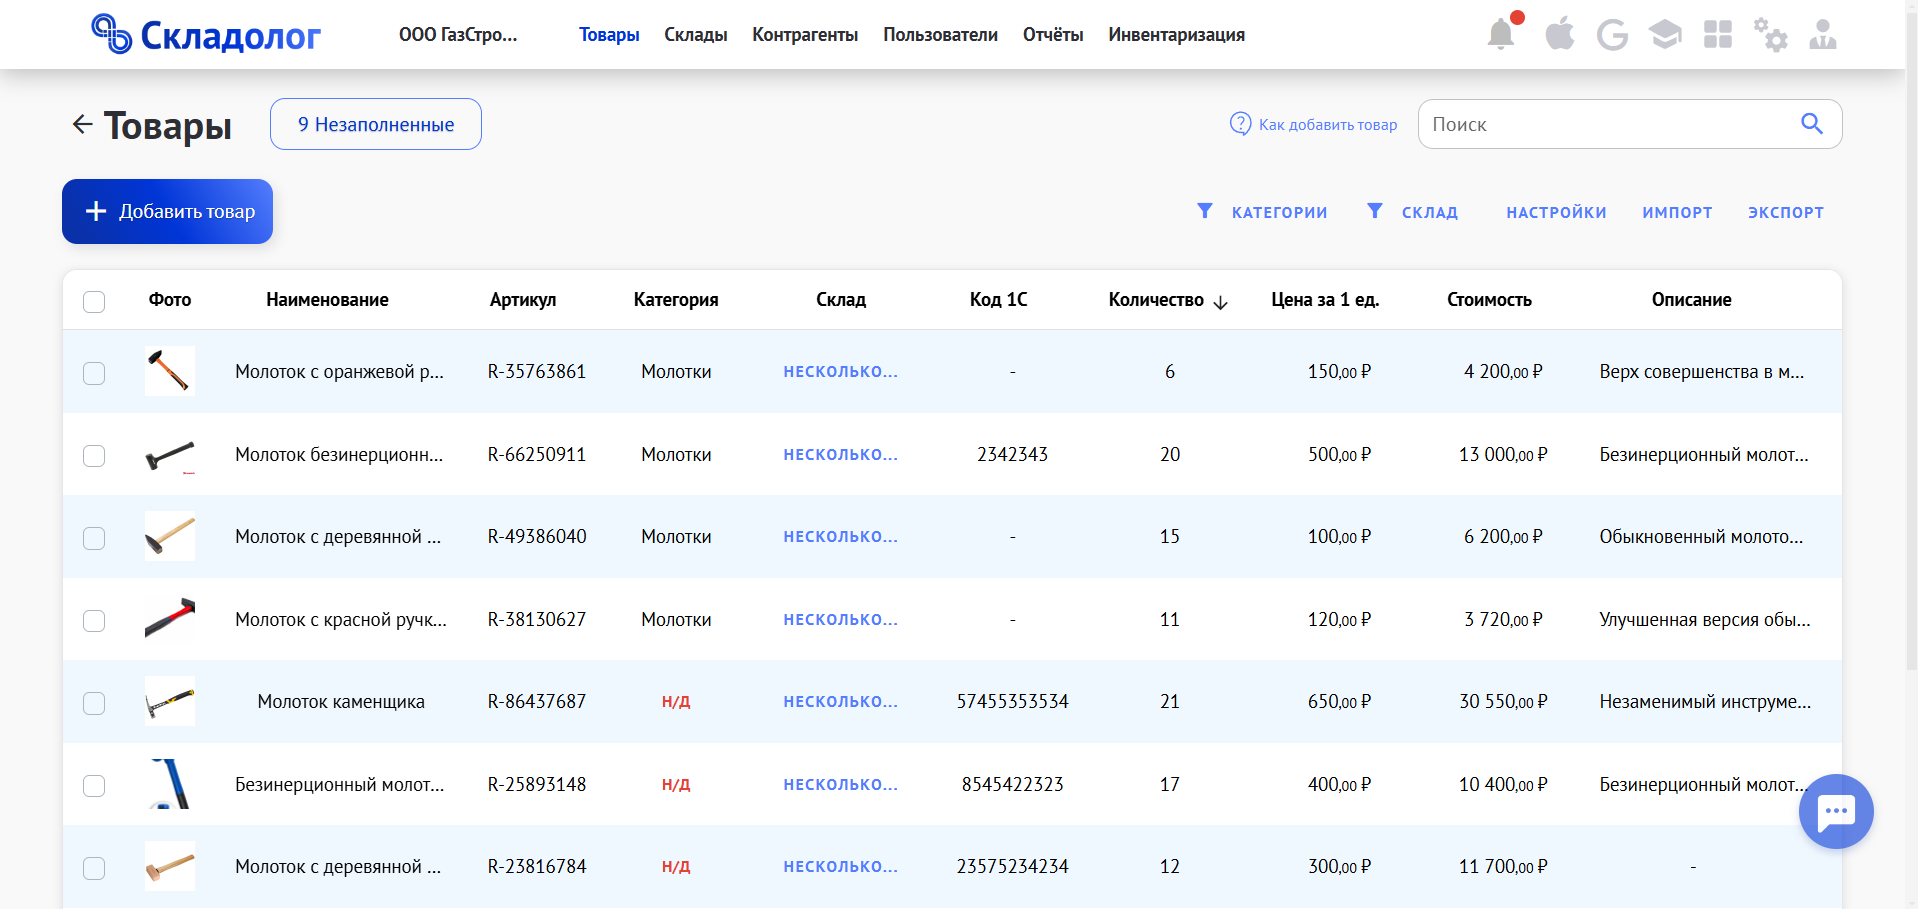 Складолог ООО ГазСтро... Товары Склады Контрагенты Пользователи Отчёты Инвентаризация
Товары 9 Незаполненные Как добавить товар Поиск
Добавить товар КАТЕГОРИИ СКЛАД НАСТРОЙКИ ИМПОРТ ЭКСПОРТ
Фото Наименование Артикул Категория Склад Код 1С Количество Цена за 1 ед. Стоимость Описание
Молоток с оранжевой р... R-35763861 Молотки НЕСКОЛЬКО... - 6 150,00 ₽ 4 200,00 ₽ Верх совершенства в м...
Молоток безинерционн... R-66250911 Молотки НЕСКОЛЬКО... 2342343 20 500,00 ₽ 13 000,00 ₽ Безинерционный молот...
Молоток с деревянной ... R-49386040 Молотки НЕСКОЛЬКО... - 15 100,00 ₽ 6 200,00 ₽ Обыкновенный молото...
Молоток с красной ручк... R-38130627 Молотки НЕСКОЛЬКО... - 11 120,00 ₽ 3 720,00 ₽ Улучшенная версия обы...
Молоток каменщика R-86437687 Н/Д НЕСКОЛЬКО... 57455353534 21 650,00 ₽ 30 550,00 ₽ Незаменимый инструме...
Безинерционный молот... R-25893148 Н/Д НЕСКОЛЬКО... 8545422323 17 400,00 ₽ 10 400,00 ₽ Безинерционный молот...
Молоток с деревянной ... R-23816784 Н/Д НЕСКОЛЬКО... 23575234234 12 300,00 ₽ 11 700,00 ₽ -